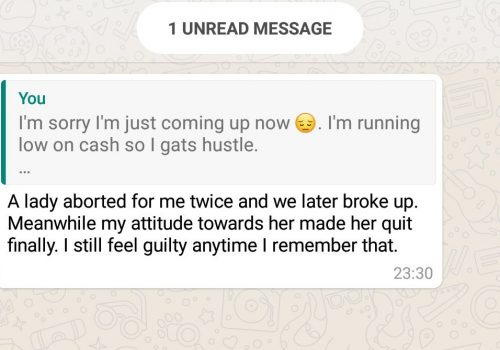 1 UNREAD MESSAGE
You
I'm sorry I'm just coming up now 😔. I'm running
low on cash so I gats hustle.
...
A lady aborted for me twice and we later broke up.
Meanwhile my attitude towards her made her quit
finally. I still feel guilty anytime I remember that.
23:30